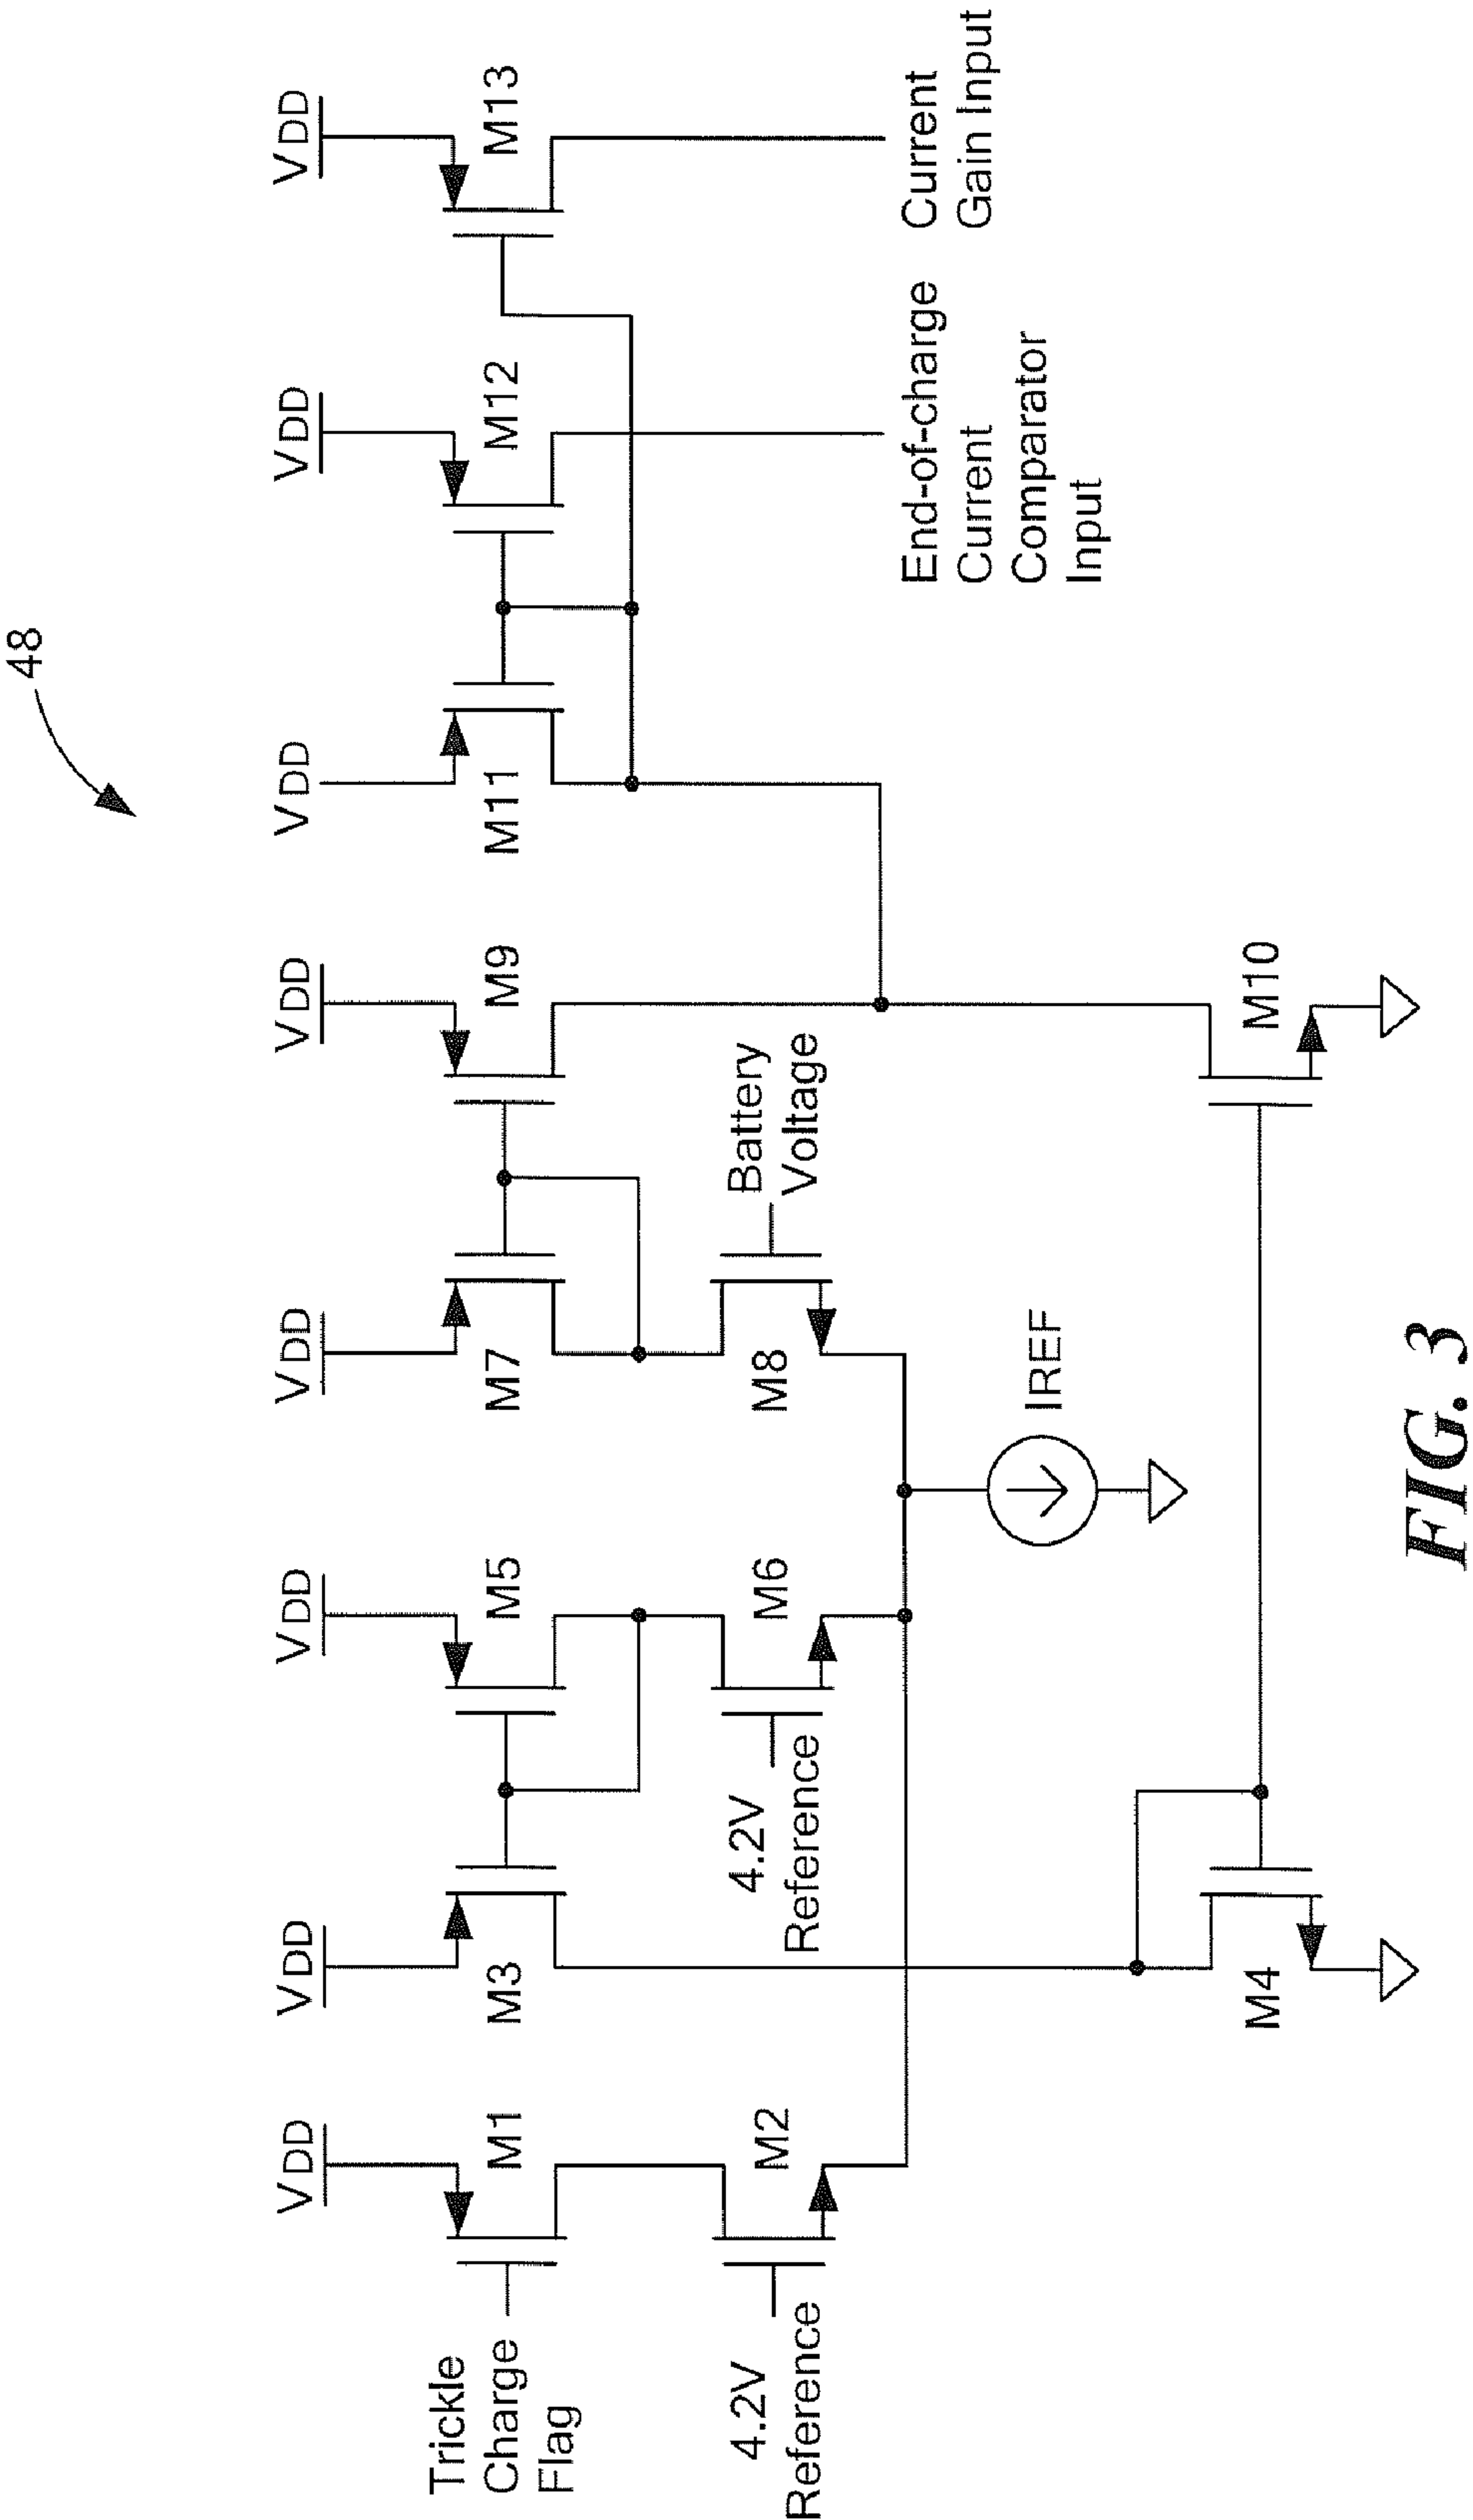 48
VDD
VDD
VDD
VDD
VDD
VDD
VDD
VDD
Trickle
Charge
Flag
M1
M3
M5
M7
M9
M11
M12
M13
4.2V
Reference
M2
4.2V
Reference
M6
M8
Battery
Voltage
IREF
End-of-charge
Current
Comparator
Input
Current
Gain Input
M4
M10
FIG. 3